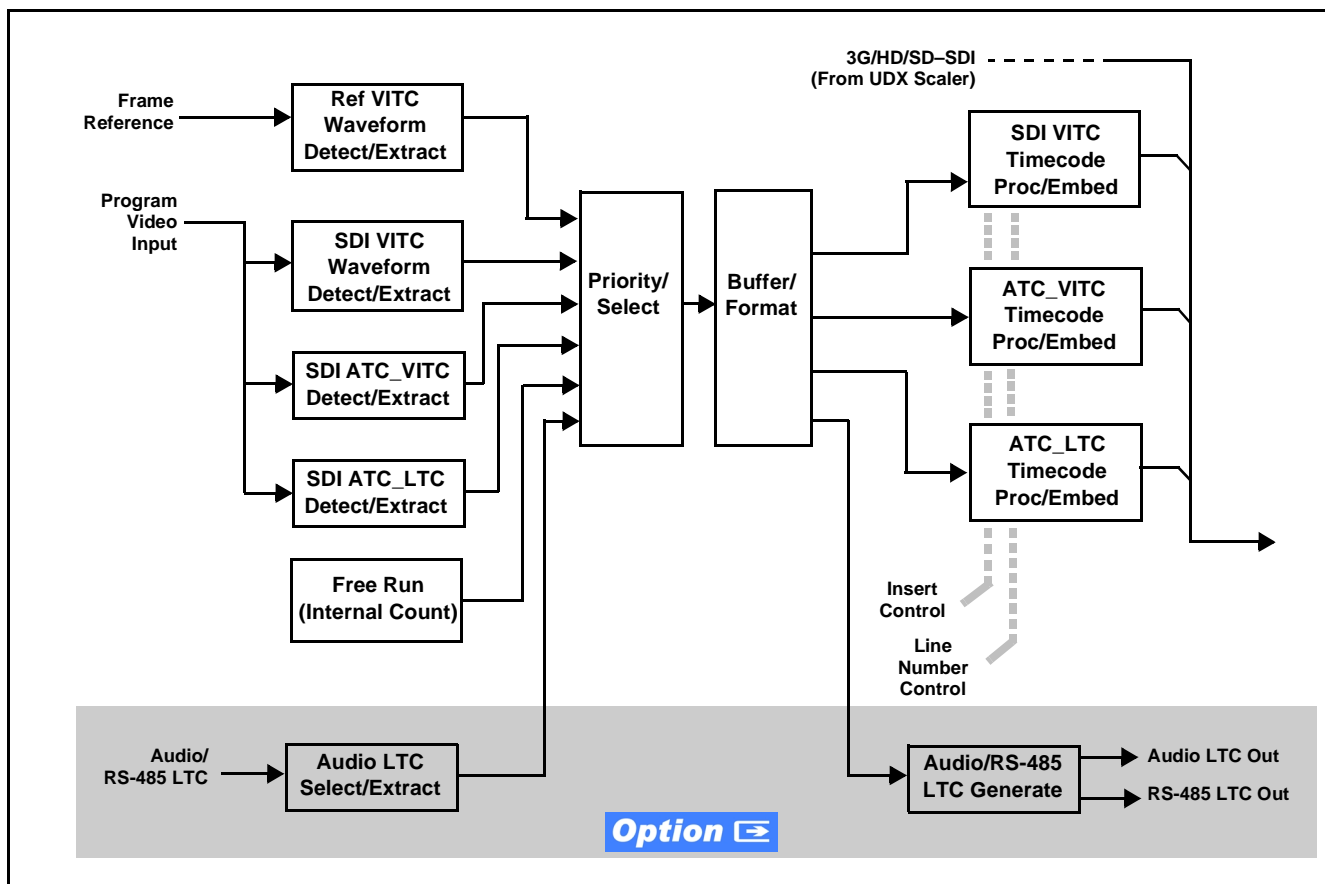 3G/HD/SD–SDI
(From UDX Scaler)
Frame
Reference
Ref VITC
Waveform
Detect/Extract
SDI VITC
Timecode
Proc/Embed
Program
Video
Input
SDI VITC
Waveform
Detect/Extract
Priority/
Select
Buffer/
Format
ATC_VITC
Timecode
Proc/Embed
SDI ATC_VITC
Detect/Extract
SDI ATC_LTC
Detect/Extract
ATC_LTC
Timecode
Proc/Embed
Free Run
(Internal Count)
Insert
Control
Line
Number
Control
Audio/
RS-485 LTC
Audio LTC
Select/Extract
Audio/RS-485
LTC Generate
Audio LTC Out
RS-485 LTC Out
Option